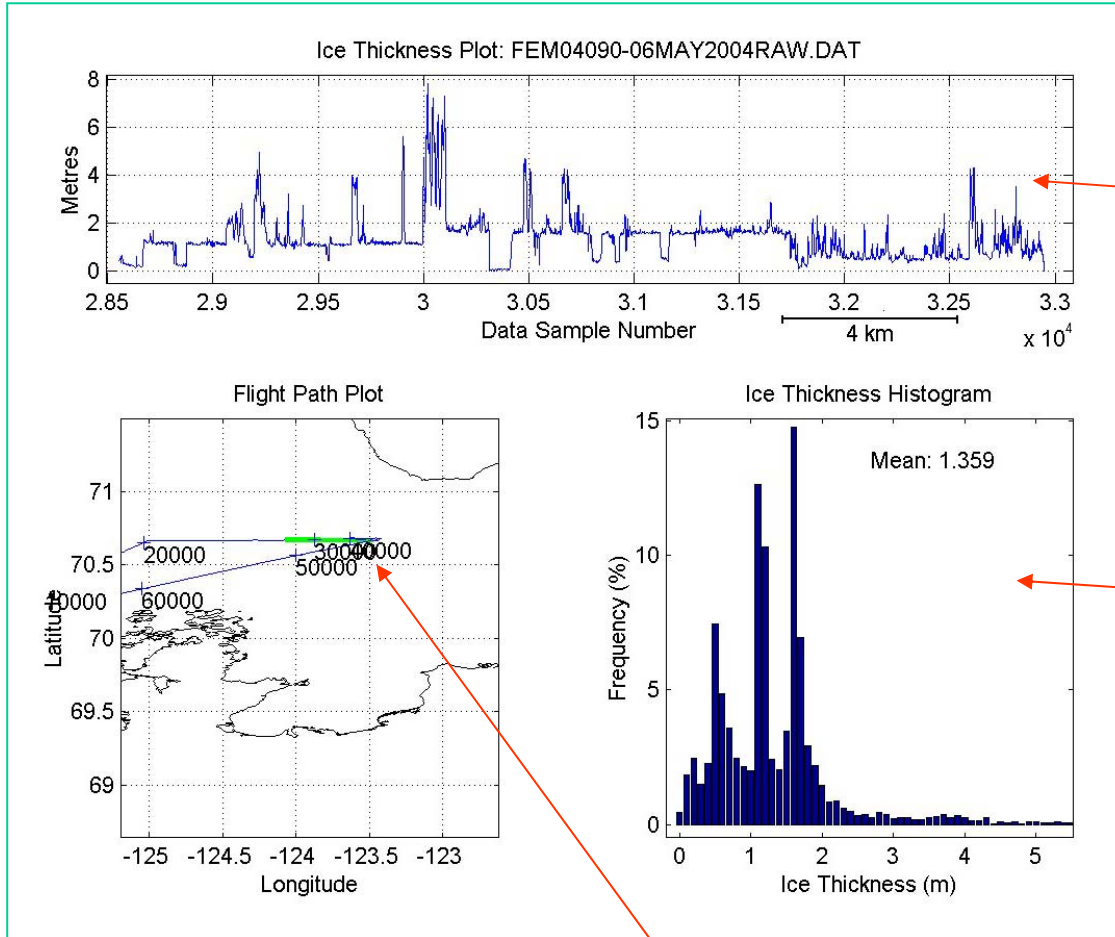 Ice Thickness Plot: FEM04090-06MAY2004RAW.DAT
Metres
8
6
4
2
0
2.85 2.9 2.95 3 3.05 3.1 3.15 3.2 3.25 3.3
Data Sample Number
4 km
x 10^4
Flight Path Plot
Latitude
71
70.5
70
69.5
69
20000
30000
40000
50000
10000
60000
-125 -124.5 -124 -123.5 -123
Longitude
Ice Thickness Histogram
Mean: 1.359
Frequency (%)
15
10
5
0
0 1 2 3 4 5
Ice Thickness (m)